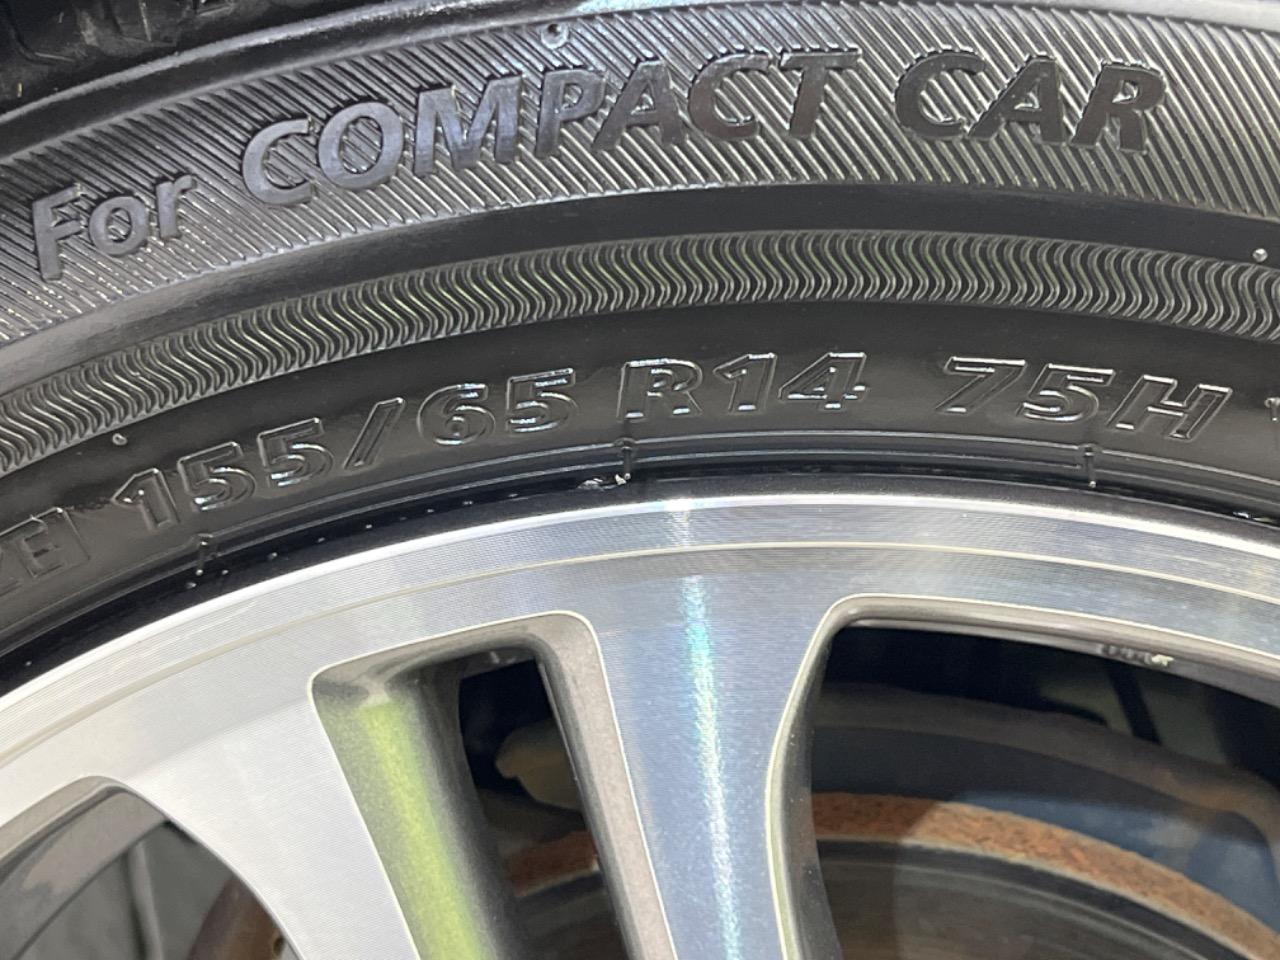 For COMPACT CAR
155/65 R14 75H